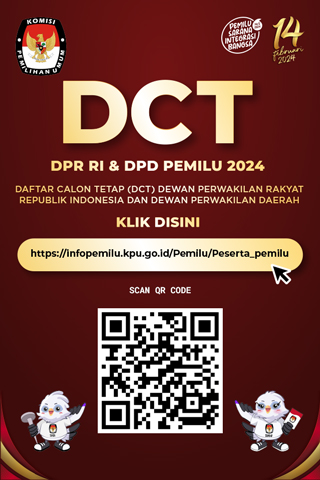 KOMISI
PEMILIHAN UMUM
PEMILU
SARANA
INTEGRASI
BANGSA
14
Februari
2024
DCT
DPR RI & DPD PEMILU 2024
DAFTAR CALON TETAP (DCT) DEWAN PERWAKILAN RAKYAT
REPUBLIK INDONESIA DAN DEWAN PERWAKILAN DAERAH
KLIK DISINI
https://infopemilu.kpu.go.id/Pemilu/Peserta_pemilu
SCAN QR CODE